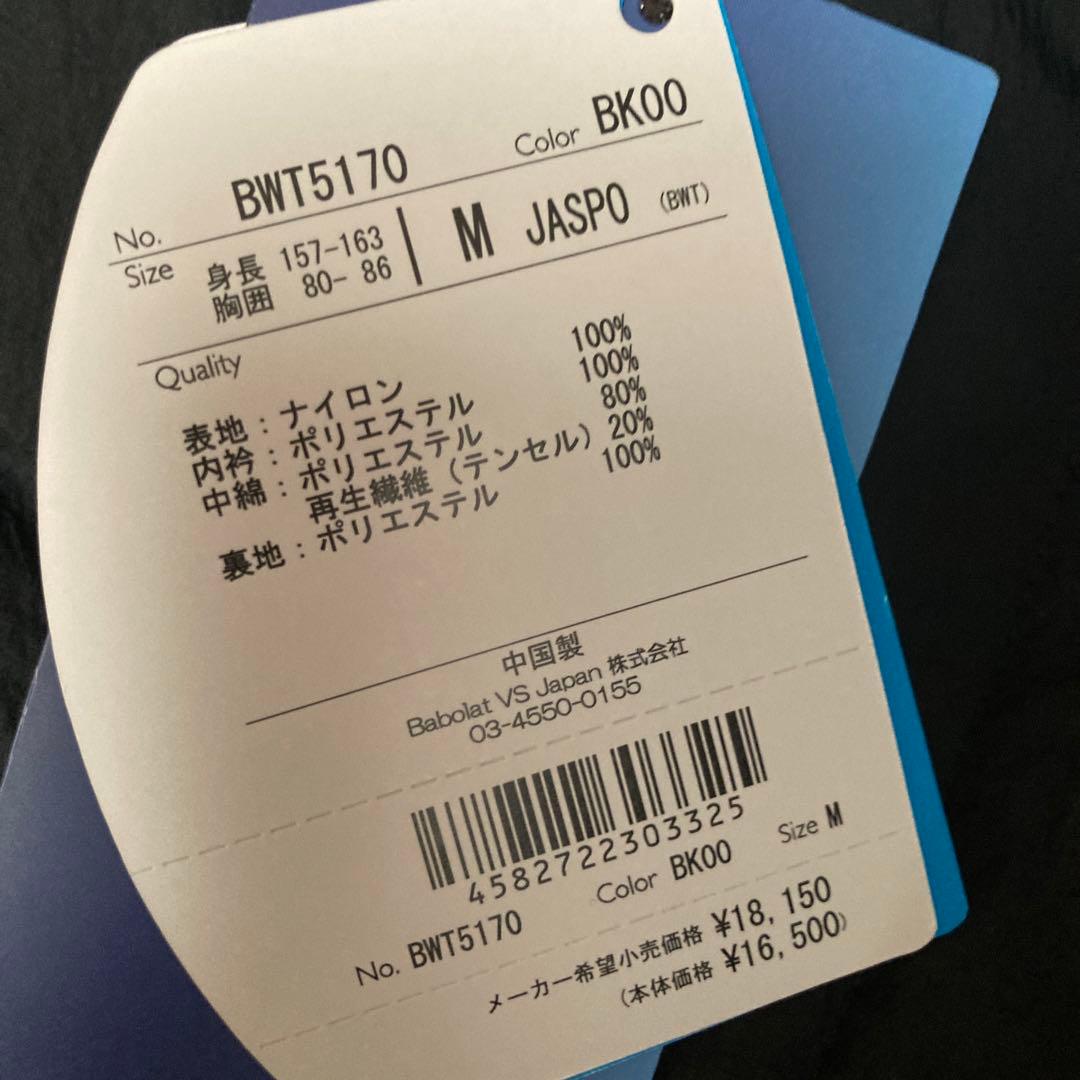 No. BWT5170 Color BK00
Size 身長 157-163 M JASPO (BWT)
胸囲 80- 86
Quality
表地：ナイロン 100%
内衿：ポリエステル 100%
中綿：ポリエステル 80%
再生繊維（テンセル） 20%
裏地：ポリエステル 100%
中国製
Babolat VS Japan 株式会社
03-4550-0155
4582722303325
No. BWT5170 Color BK00 Size M
メーカー希望小売価格 ¥18,150
(本体価格 ¥16,500)